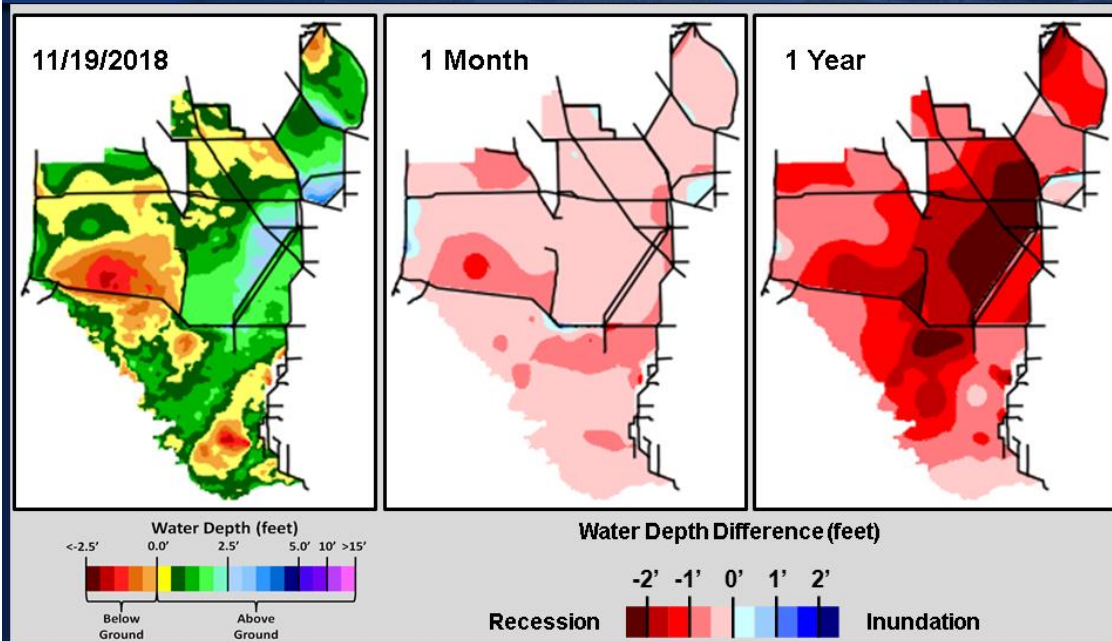 11/19/2018
1 Month
1 Year
Water Depth (feet)
<-2.5' 0.0' 2.5' 5.0' 10' >15'
Below Ground
Above Ground
Water Depth Difference (feet)
-2' -1' 0' 1' 2'
Recession
Inundation